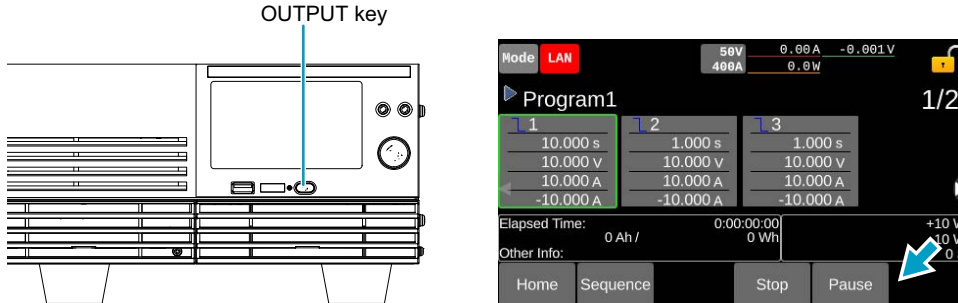 OUTPUT key
Mode LAN
50V 0.00A -0.001V
400A 0.0W
Program1 1/2
1 2 3
10.000 s 1.000 s 1.000 s
10.000 V 10.000 V 10.000 V
10.000 A 10.000 A 10.000 A
-10.000 A -10.000 A -10.000 A
Elapsed Time: 0:00:00:00 +10 V
0 Ah / 0 Wh 10 V
Other Info: 0
Home Sequence Stop Pause